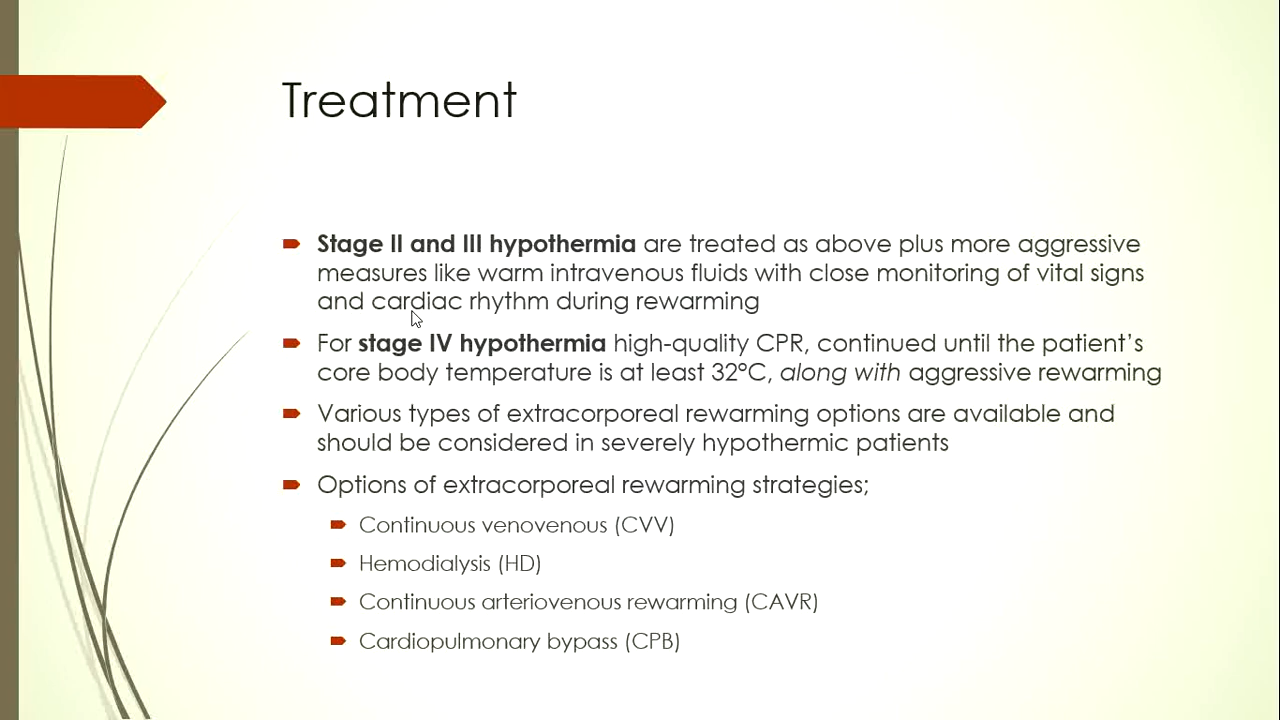 Treatment
Stage II and III hypothermia are treated as above plus more aggressive
measures like warm intravenous fluids with close monitoring of vital signs
and cardiac rhythm during rewarming
For stage IV hypothermia high-quality CPR, continued until the patient’s
core body temperature is at least 32°C, along with aggressive rewarming
Various types of extracorporeal rewarming options are available and
should be considered in severely hypothermic patients
Options of extracorporeal rewarming strategies;
Continuous venovenous (CVV)
Hemodialysis (HD)
Continuous arteriovenous rewarming (CAVR)
Cardiopulmonary bypass (CPB)